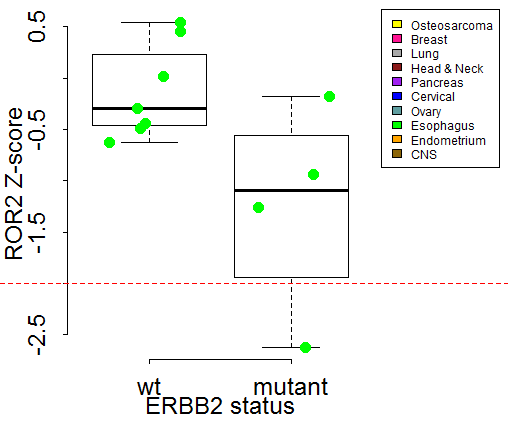 0.5
-0.5
-1.5
-2.5
ROR2 Z-score
wt
mutant
ERBB2 status
Osteosarcoma
Breast
Lung
Head & Neck
Pancreas
Cervical
Ovary
Esophagus
Endometrium
CNS